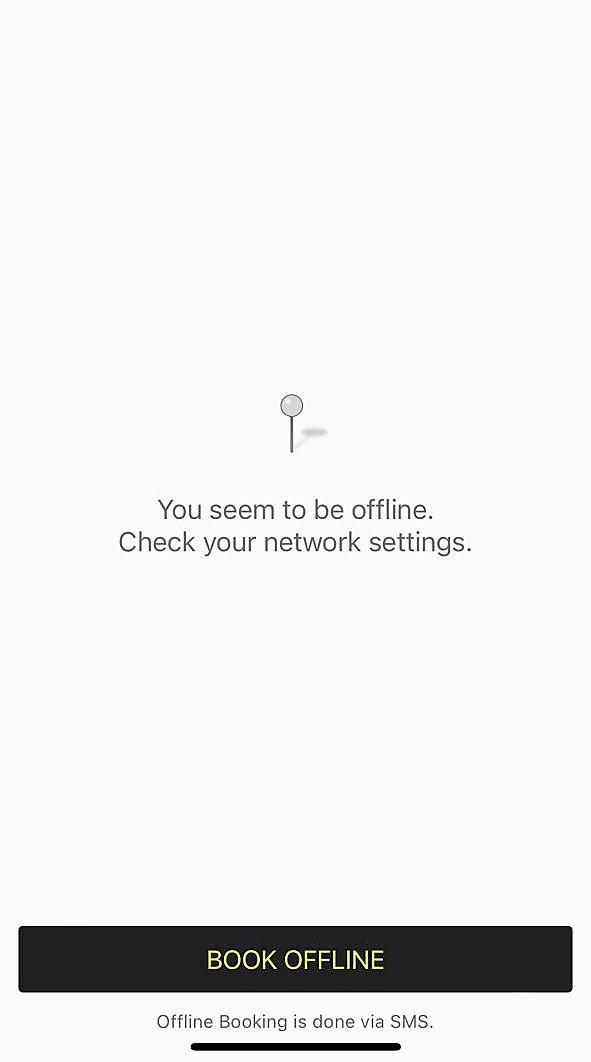 You seem to be offline.
Check your network settings.
BOOK OFFLINE
Offline Booking is done via SMS.